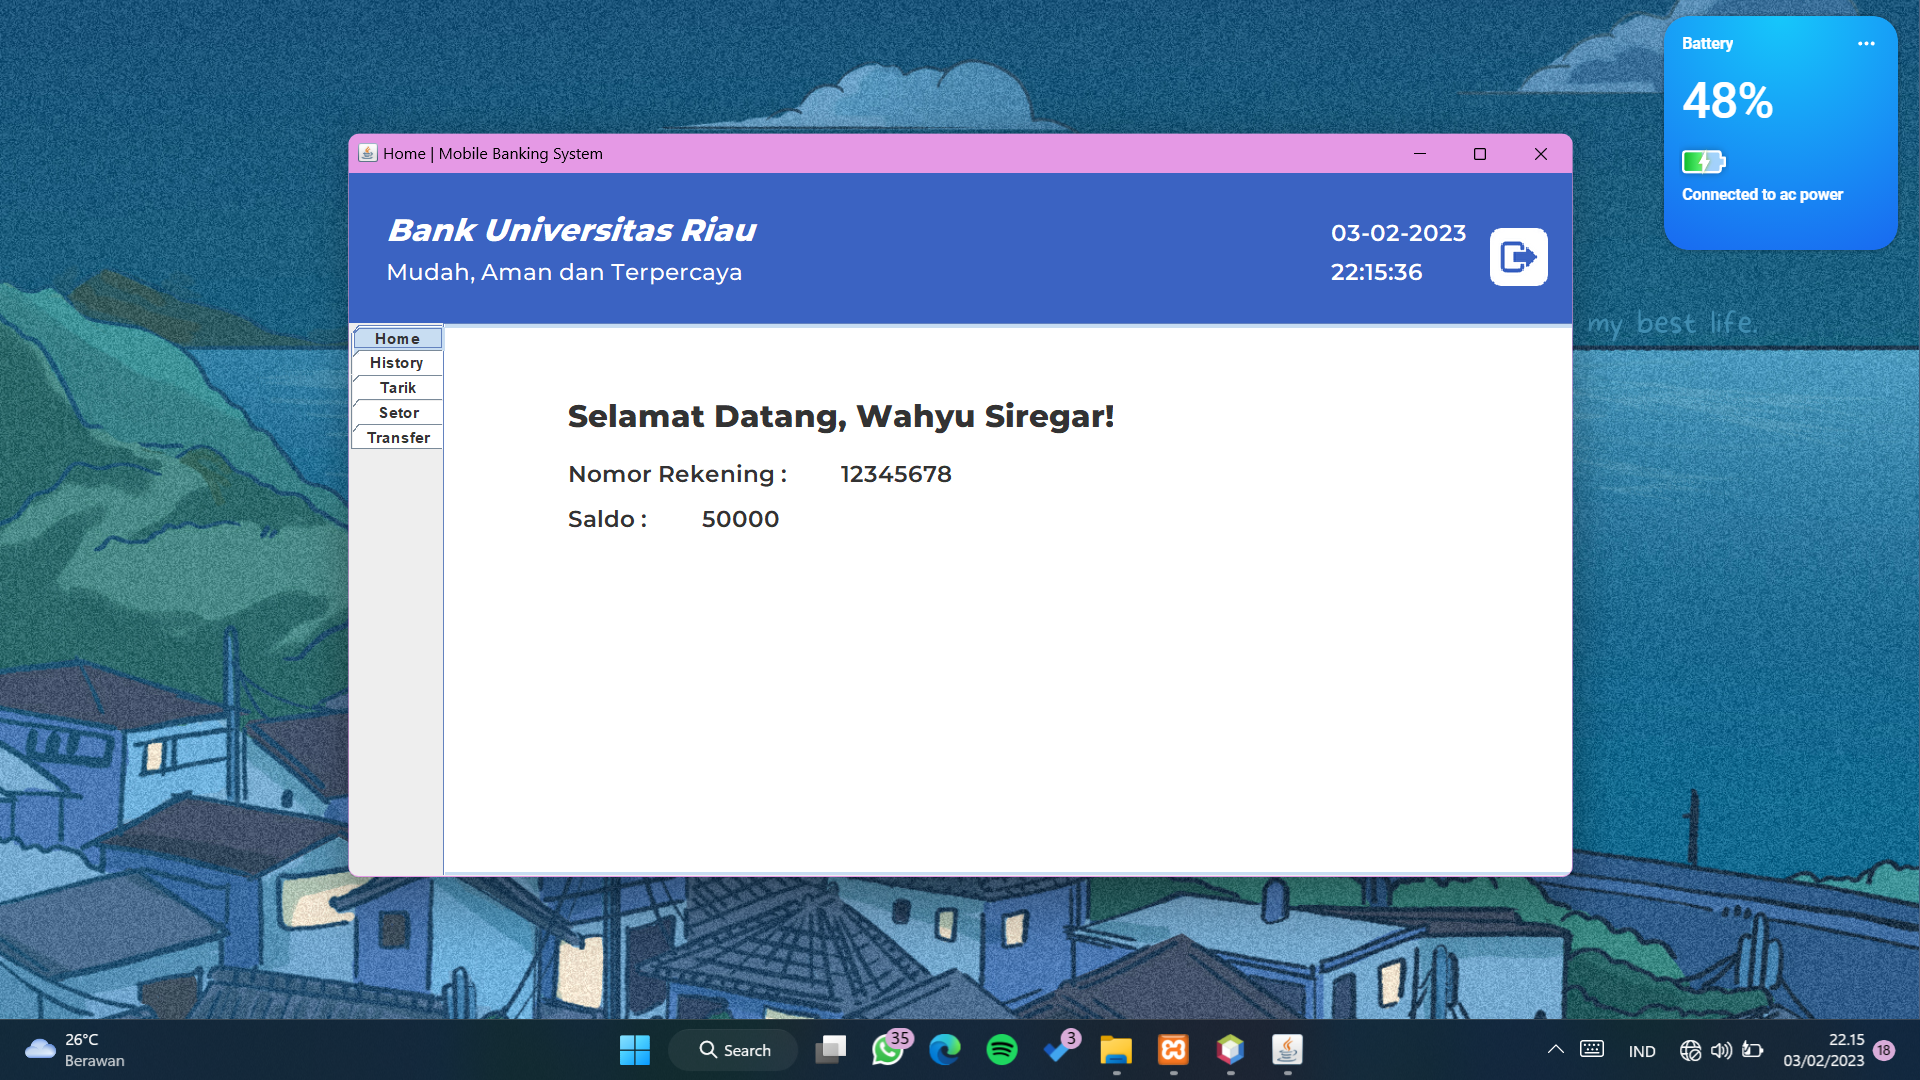 my best life.
Battery
48%
Connected to ac power
Home | Mobile Banking System
Bank Universitas Riau
Mudah, Aman dan Terpercaya
03-02-2023
22:15:36
Home
History
Tarik
Setor
Transfer
Selamat Datang, Wahyu Siregar!
Nomor Rekening : 12345678
Saldo : 50000
26°C
Berawan
Search
35
3
IND
22.15
03/02/2023
18